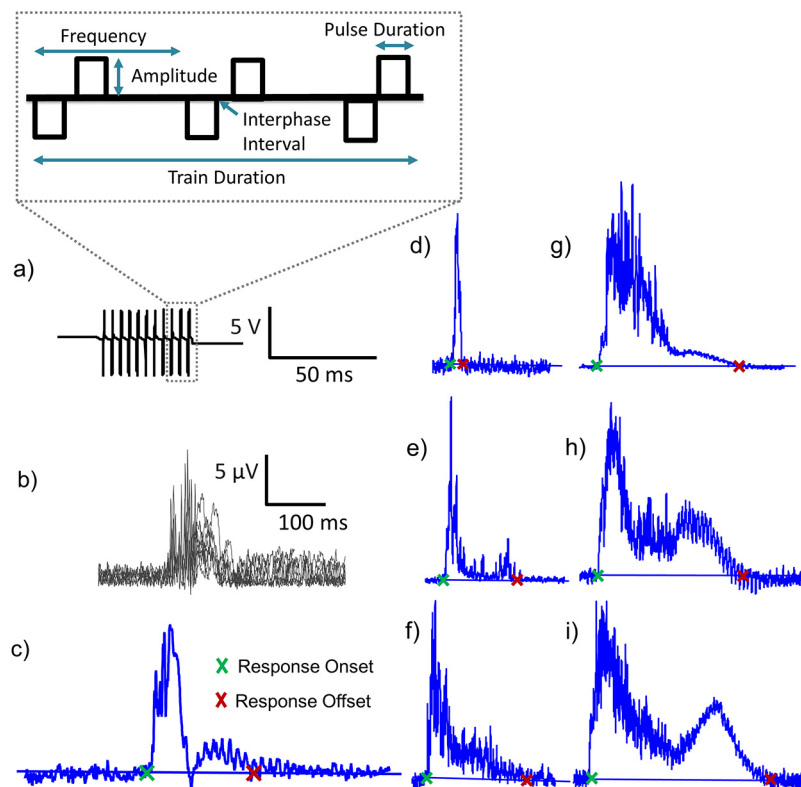 Frequency
Pulse Duration
Amplitude
Interphase
Interval
Train Duration
a)
5 V
50 ms
b)
5 µV
100 ms
c)
Response Onset
Response Offset
d)
e)
f)
g)
h)
i)